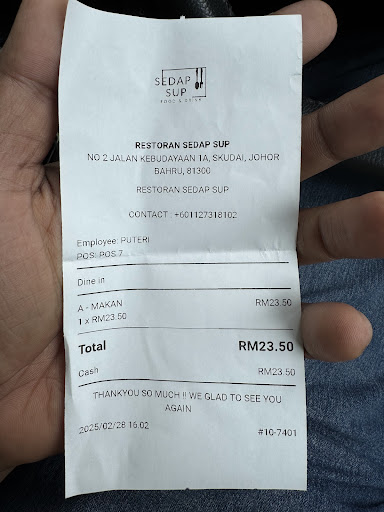 SEDAP
SUP
FOOD & DRINK
RESTORAN SEDAP SUP
NO 2 JALAN KEBUDAYAAN 1A, SKUDAI, JOHOR
BAHRU, 81300
RESTORAN SEDAP SUP
CONTACT : +601127318102
Employee: PUTERI
POS: POS 7
Dine in
A - MAKAN RM23.50
1 x RM23.50
Total RM23.50
Cash RM23.50
THANKYOU SO MUCH !! WE GLAD TO SEE YOU
AGAIN
2025/02/28 16:02 #10-7401